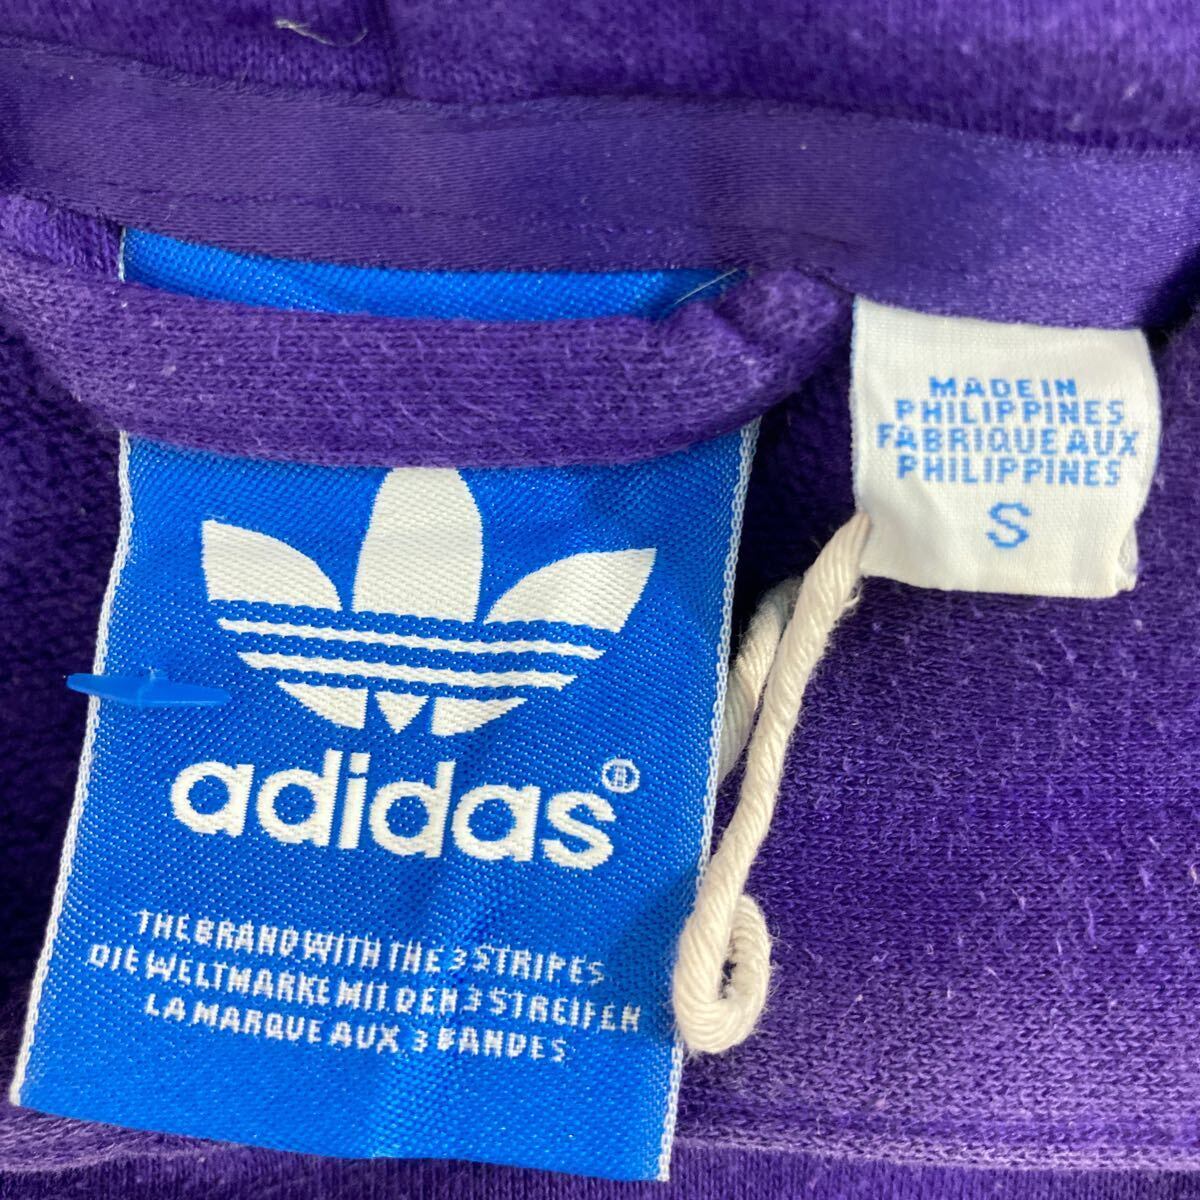 adidas®
THE BRAND WITH THE 3 STRIPES
DIE WELTMARKE MIT DEN 3 STREIFEN
LA MARQUE AUX 3 BANDES
MADE IN
PHILIPPINES
FABRIQUE AUX
PHILIPPINES
S